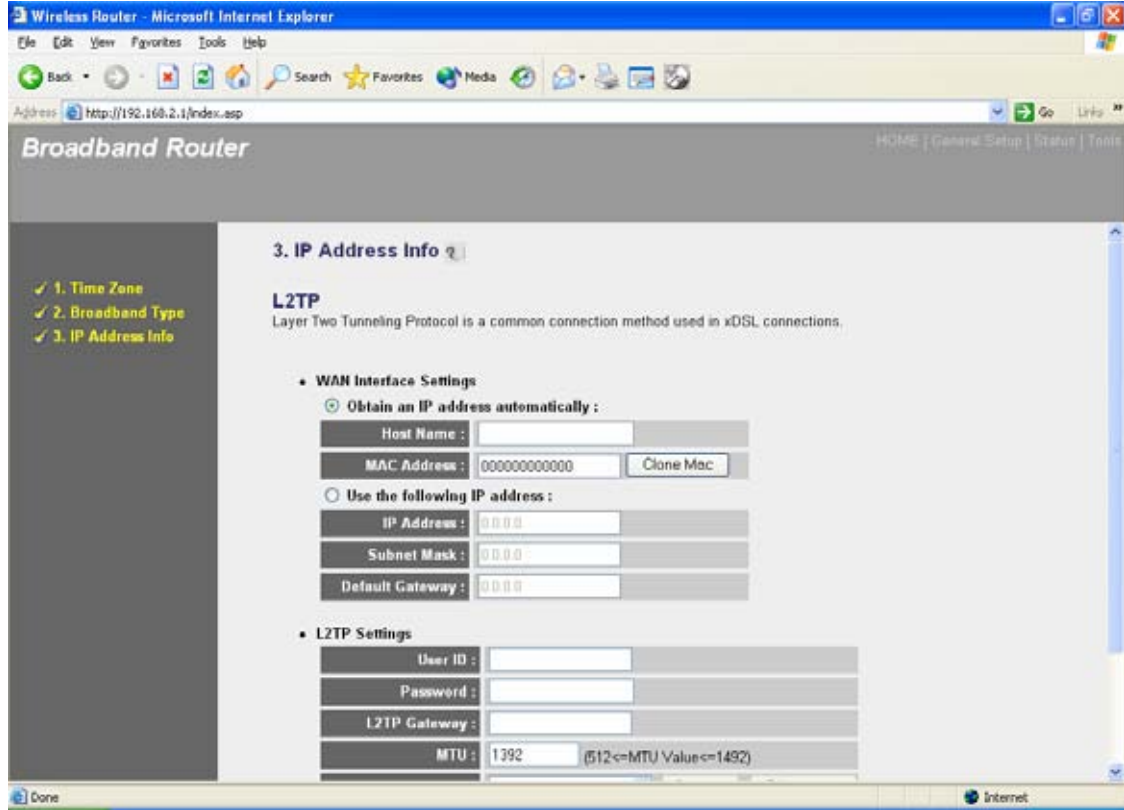 Wireless Router - Microsoft Internet Explorer
File Edit View Favorites Tools Help
Back Search Favorites Media
Address http://192.168.2.1/index.asp Go Links »
Broadband Router
HOME | General Setup | Status | Tools
3. IP Address Info ?
✓ 1. Time Zone
✓ 2. Broadband Type
✓ 3. IP Address Info
L2TP
Layer Two Tunneling Protocol is a common connection method used in xDSL connections.
• WAN Interface Settings
Obtain an IP address automatically :
Host Name :
MAC Address : 000000000000 Clone Mac
Use the following IP address :
IP Address : 0.0.0.0
Subnet Mask : 0.0.0.0
Default Gateway : 0.0.0.0
• L2TP Settings
User ID :
Password :
L2TP Gateway :
MTU : 1392 (512<=MTU Value<=1492)
Done Internet